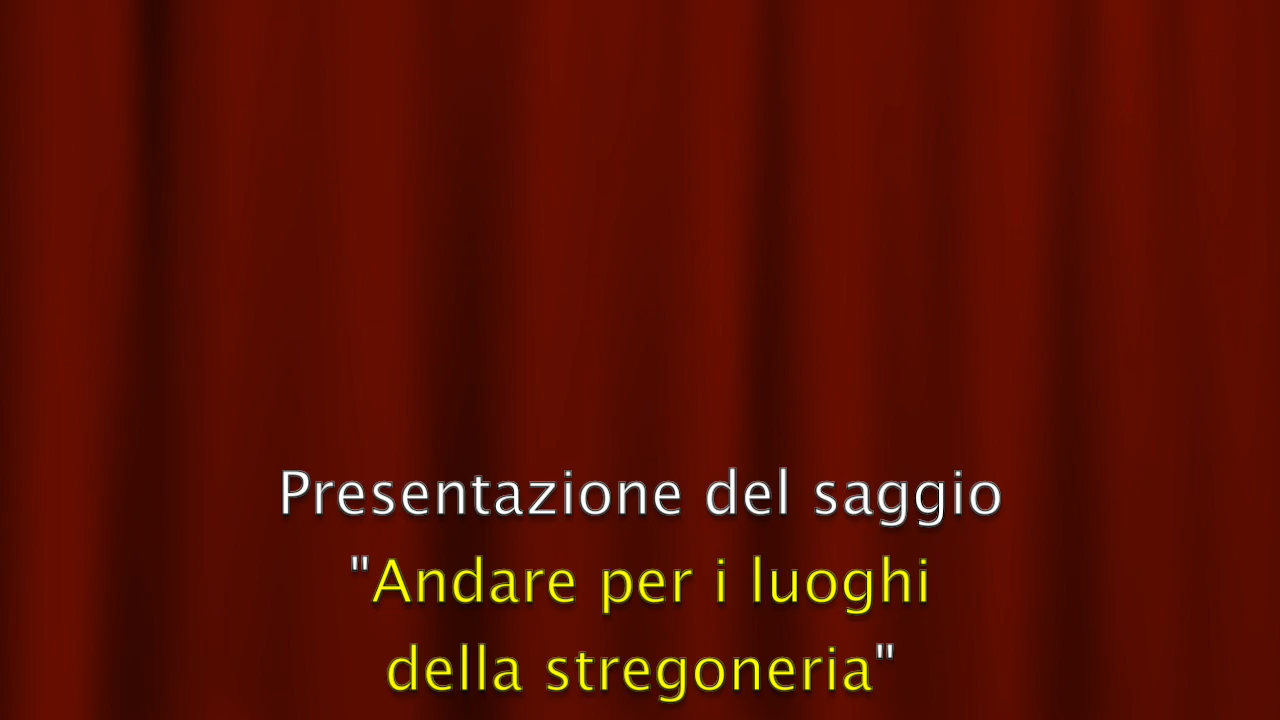 Presentazione del saggio
"Andare per i luoghi
della stregoneria"